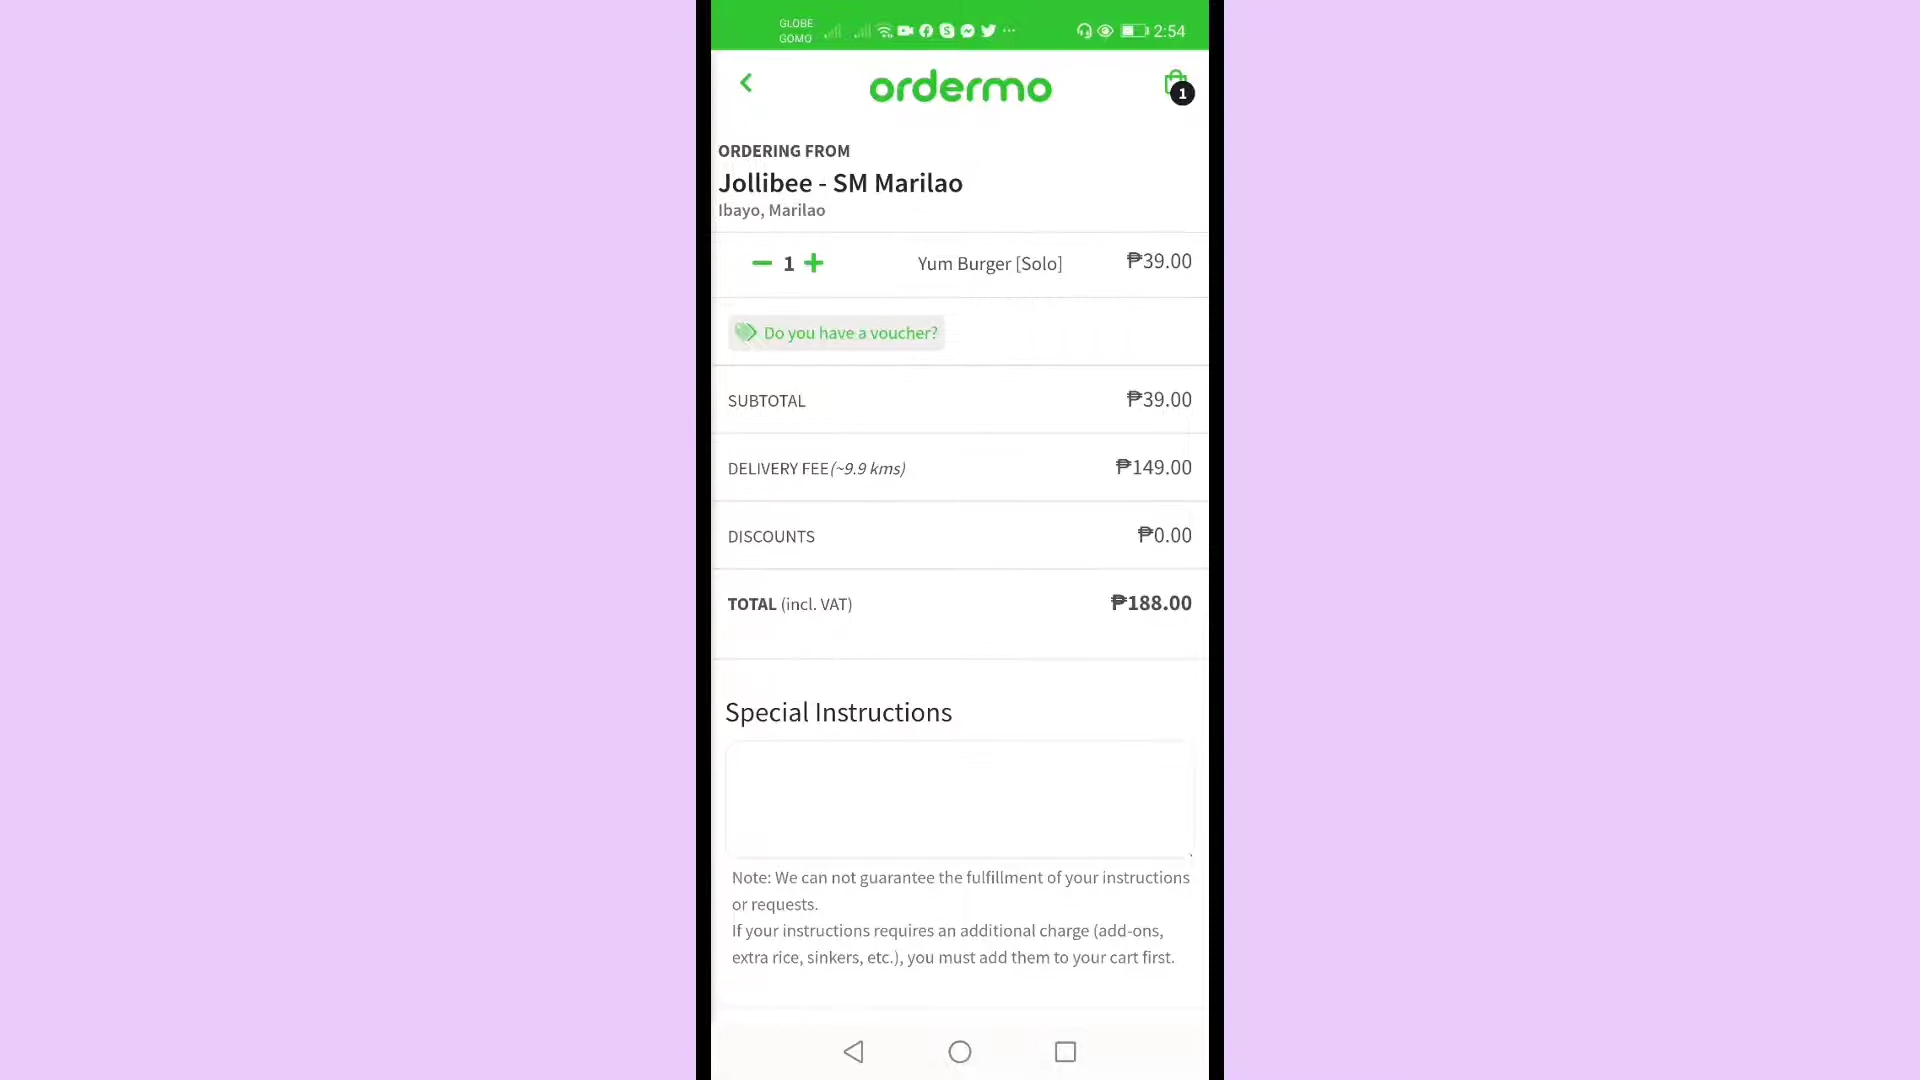 GLOBE
GOMO
2:54
ordermo
1
ORDERING FROM
Jollibee - SM Marilao
Ibayo, Marilao
1 Yum Burger [Solo] ₱39.00
Do you have a voucher?
SUBTOTAL ₱39.00
DELIVERY FEE(~9.9 kms) ₱149.00
DISCOUNTS ₱0.00
TOTAL (incl. VAT) ₱188.00
Special Instructions
Note: We can not guarantee the fulfillment of your instructions
or requests.
If your instructions requires an additional charge (add-ons,
extra rice, sinkers, etc.), you must add them to your cart first.